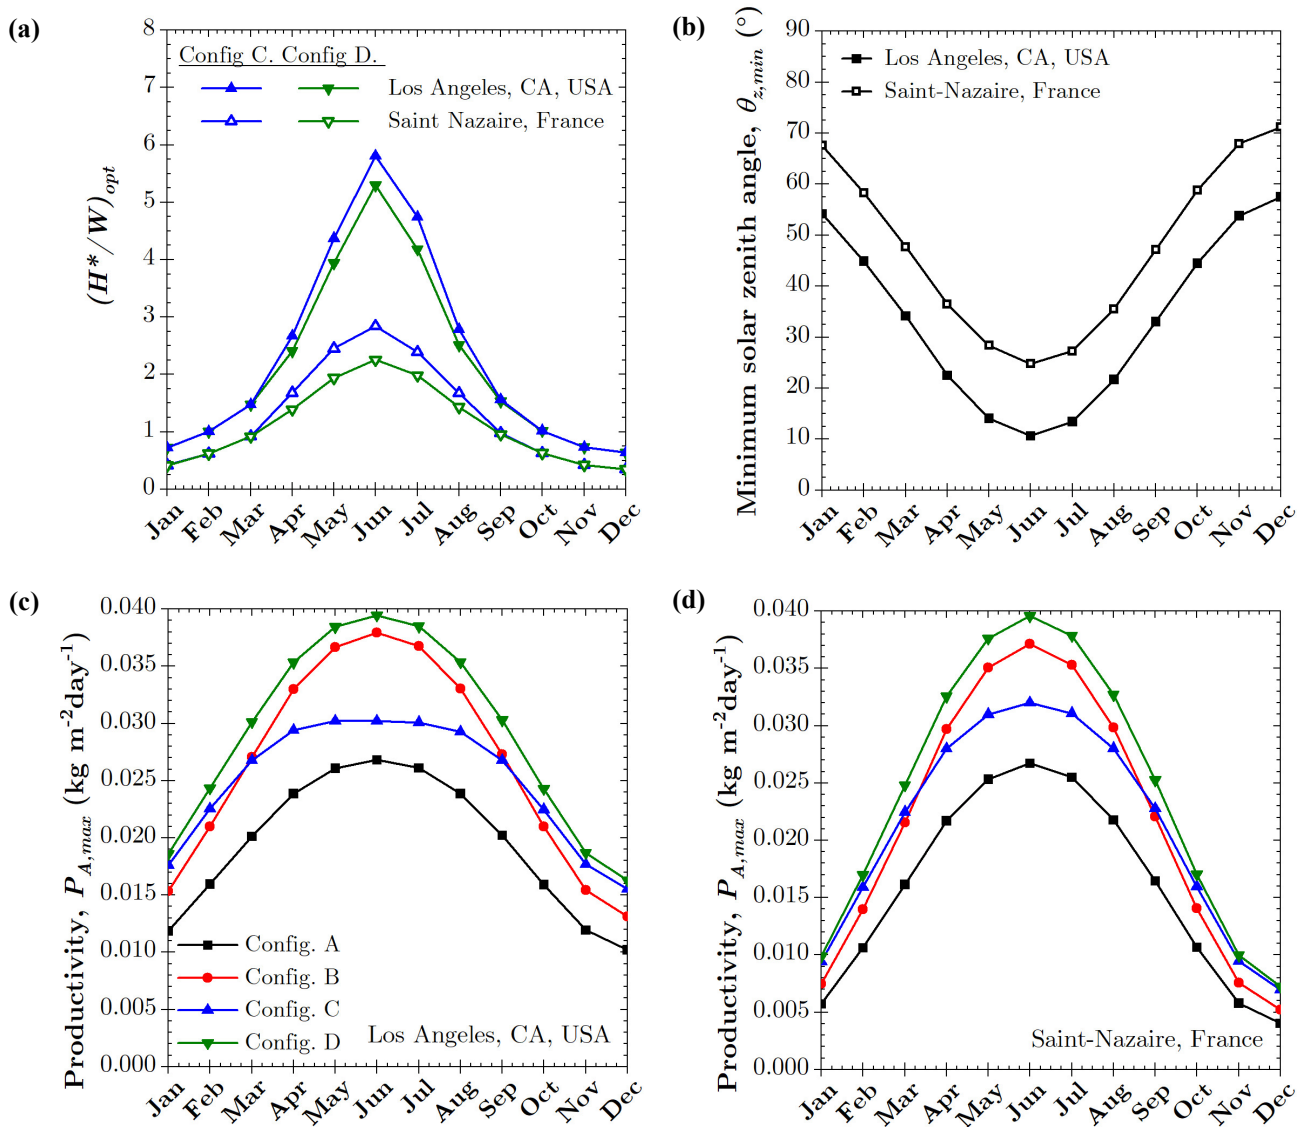 (a)
8
7
6
5
4
3
2
1
0
(H*/W)opt
Config C. Config D.
Los Angeles, CA, USA
Saint Nazaire, France
Jan Feb Mar Apr May Jun Jul Aug Sep Oct Nov Dec
(b)
90
80
70
60
50
40
30
20
10
0
Minimum solar zenith angle, θz,min (°)
Los Angeles, CA, USA
Saint-Nazaire, France
Jan Feb Mar Apr May Jun Jul Aug Sep Oct Nov Dec
(c)
0.040
0.035
0.030
0.025
0.020
0.015
0.010
0.005
0.000
Productivity, PA,max (kg m-2day-1)
Config. A
Config. B
Config. C
Config. D
Los Angeles, CA, USA
Jan Feb Mar Apr May Jun Jul Aug Sep Oct Nov Dec
(d)
0.040
0.035
0.030
0.025
0.020
0.015
0.010
0.005
0.000
Productivity, PA,max (kg m-2day-1)
Saint-Nazaire, France
Jan Feb Mar Apr May Jun Jul Aug Sep Oct Nov Dec